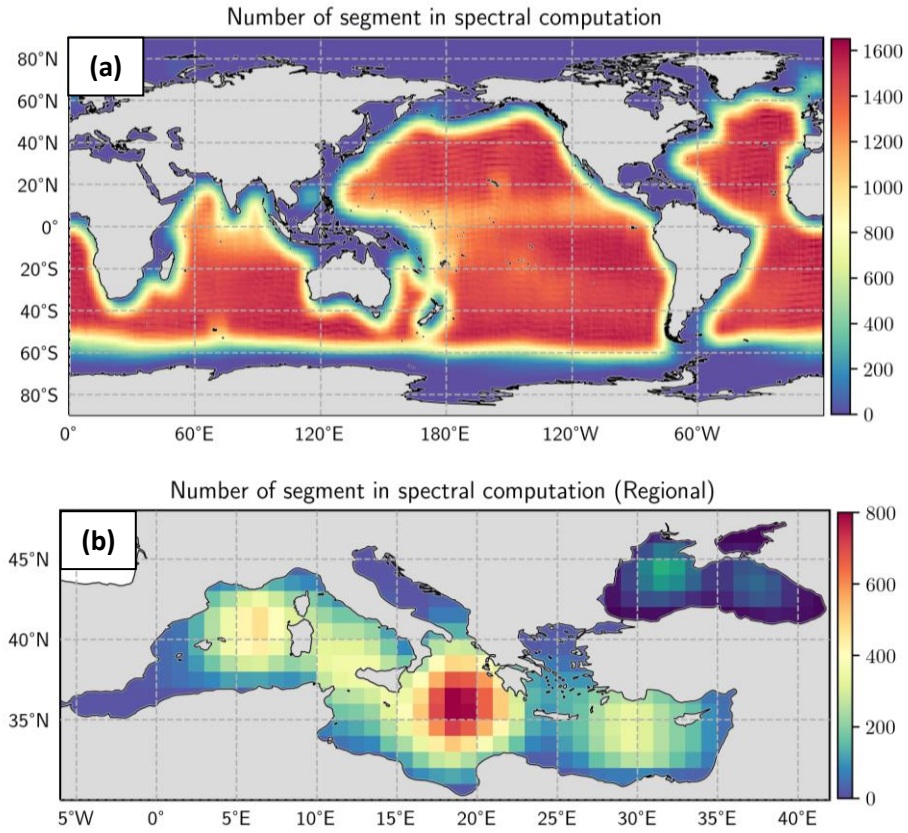 Number of segment in spectral computation
(a)
80°N
60°N
40°N
20°N
0°
20°S
40°S
60°S
80°S
0°
60°E
120°E
180°E
120°W
60°W
1600
1400
1200
1000
800
600
400
200
0
Number of segment in spectral computation (Regional)
(b)
45°N
40°N
35°N
5°W
0°
5°E
10°E
15°E
20°E
25°E
30°E
35°E
40°E
800
600
400
200
0